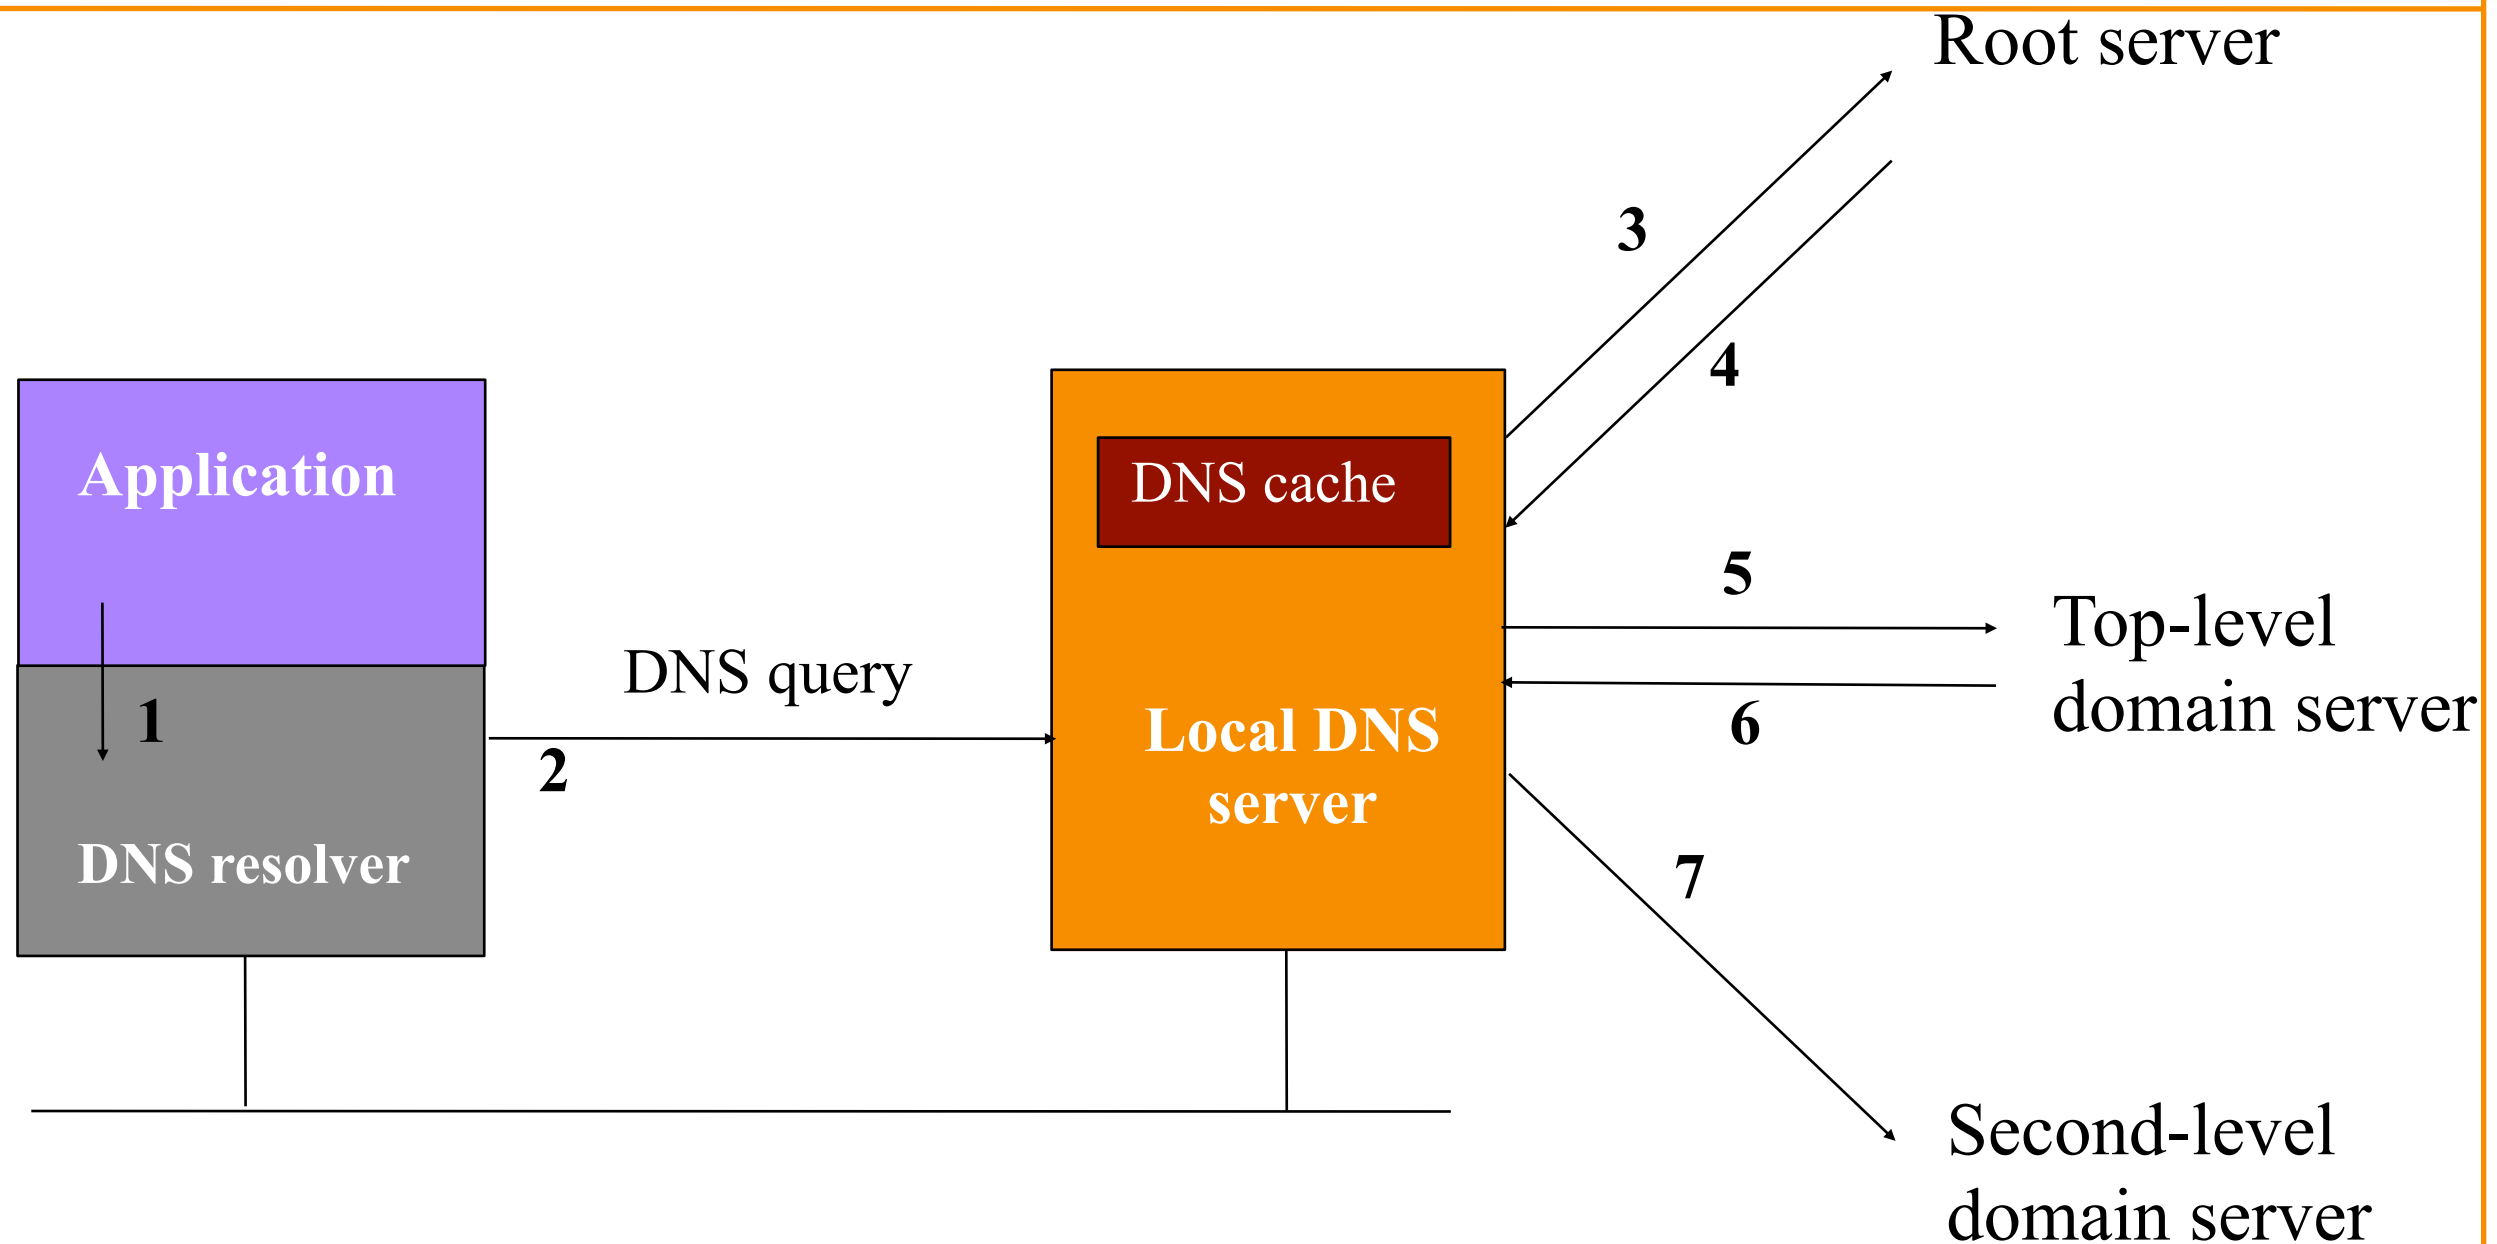 Root server
3
4
Application
DNS cache
5
Top-level
domain server
DNS query
1
2
6
Local DNS
server
DNS resolver
7
Second-level
domain server